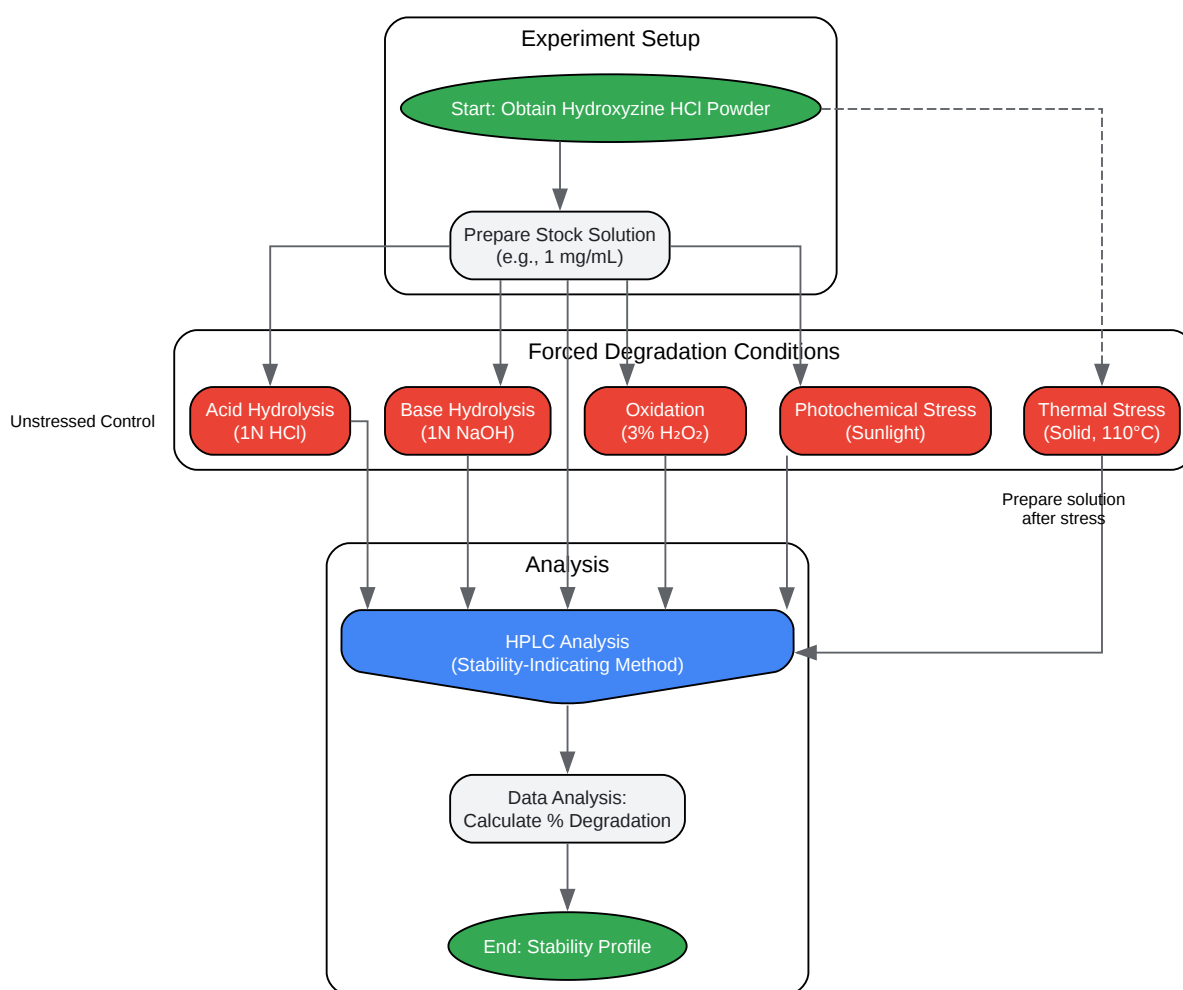 Experiment Setup
Start: Obtain Hydroxyzine HCl Powder
Prepare Stock Solution
(e.g., 1 mg/mL)
Forced Degradation Conditions
Unstressed Control
Acid Hydrolysis
(1N HCl)
Base Hydrolysis
(1N NaOH)
Oxidation
(3% H₂O₂)
Photochemical Stress
(Sunlight)
Thermal Stress
(Solid, 110°C)
Prepare solution
after stress
Analysis
HPLC Analysis
(Stability-Indicating Method)
Data Analysis:
Calculate % Degradation
End: Stability Profile